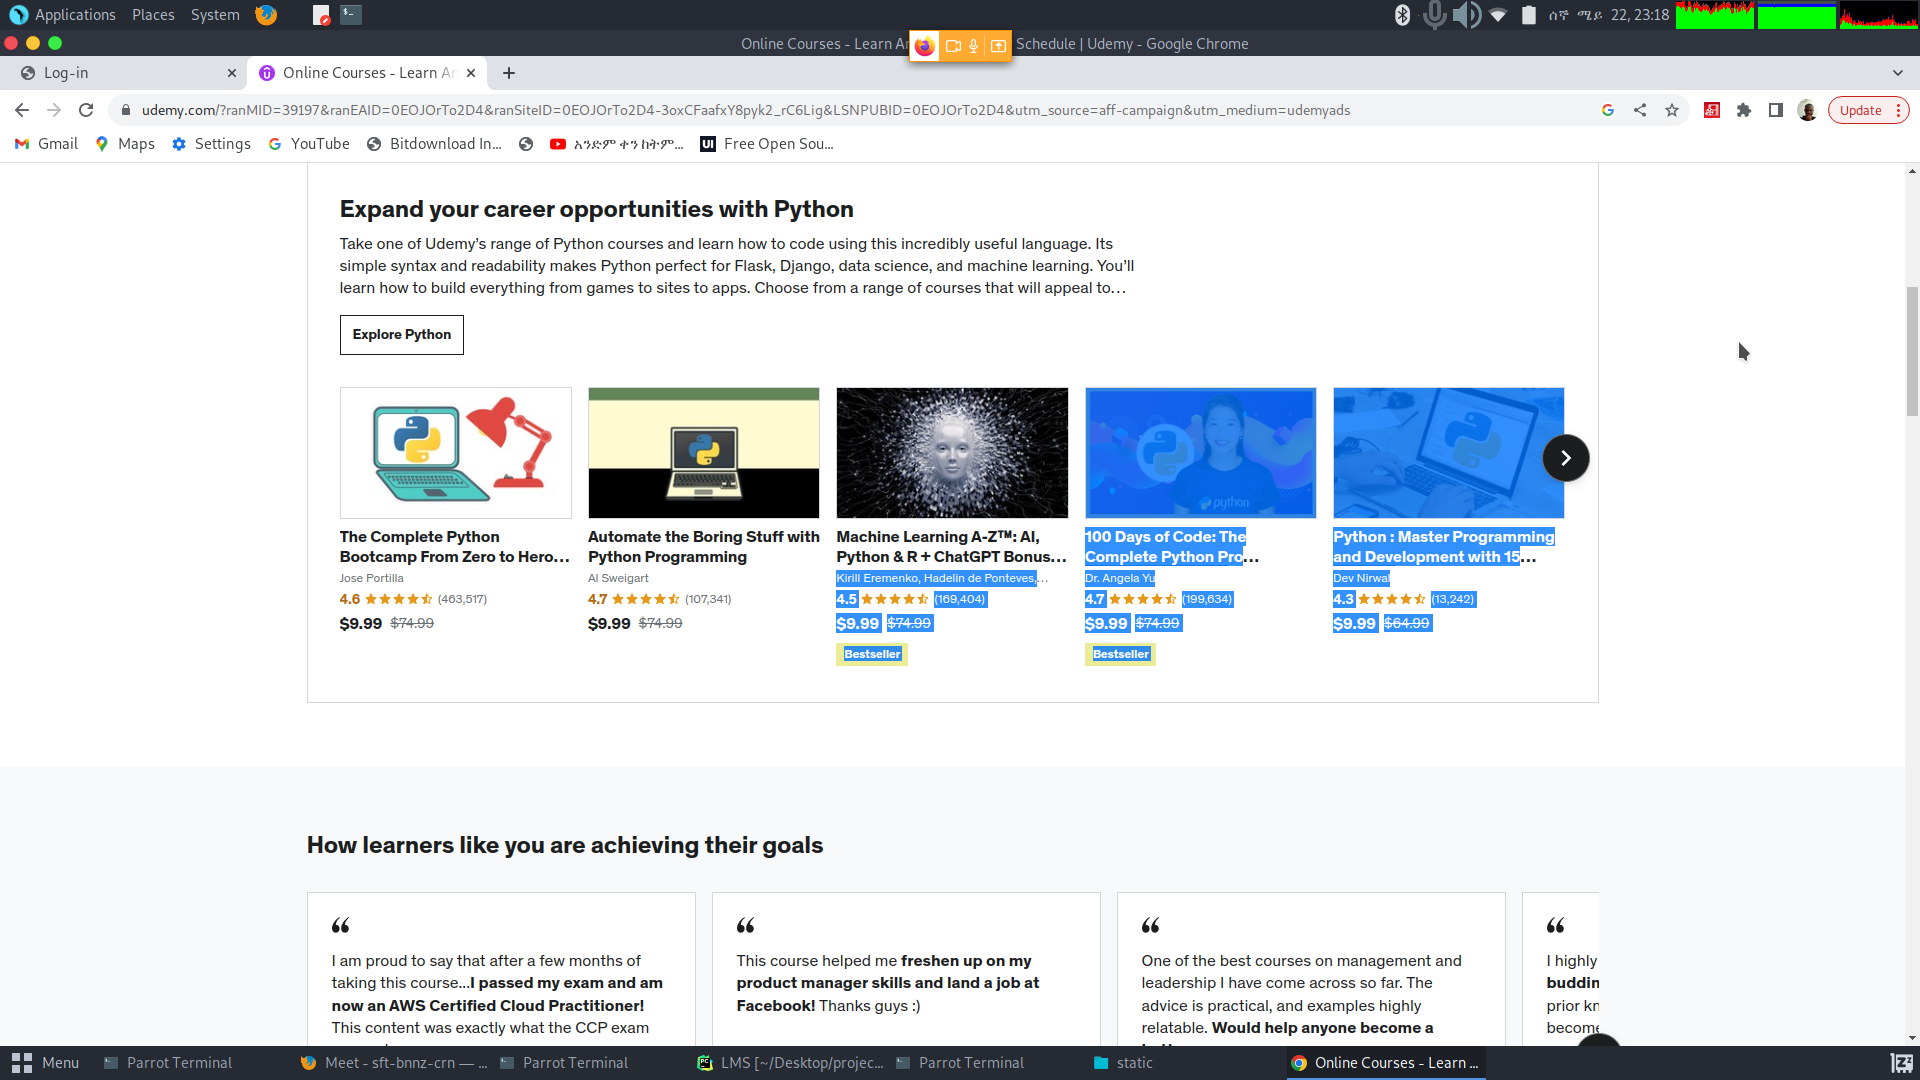 Applications Places System
ሰኞ ሜይ 22, 23:18
Online Courses - Learn An
Schedule | Udemy - Google Chrome
Log-in
Online Courses - Learn An
udemy.com/?ranMID=39197&ranEAID=0EOJOrTo2D4&ranSiteID=0EOJOrTo2D4-3oxCFaafxY8pyk2_rC6Lig&LSNPUBID=0EOJOrTo2D4&utm_source=aff-campaign&utm_medium=udemyads
Update
Gmail
Maps
Settings
YouTube
Bitdownload In...
አንድም ቀን ከትም...
UI
Free Open Sou...
Expand your career opportunities with Python
Take one of Udemy’s range of Python courses and learn how to code using this incredibly useful language. Its
simple syntax and readability makes Python perfect for Flask, Django, data science, and machine learning. You’ll
learn how to build everything from games to sites to apps. Choose from a range of courses that will appeal to...
Explore Python
The Complete Python
Bootcamp From Zero to Hero...
Jose Portilla
4.6 (463,517)
$9.99 $74.99
Automate the Boring Stuff with
Python Programming
Al Sweigart
4.7 (107,341)
$9.99 $74.99
Machine Learning A-Z™: AI,
Python & R + ChatGPT Bonus...
Kirill Eremenko, Hadelin de Ponteves,...
4.5 (169,404)
$9.99 $74.99
Bestseller
python
100 Days of Code: The
Complete Python Pro...
Dr. Angela Yu
4.7 (199,634)
$9.99 $74.99
Bestseller
Python : Master Programming
and Development with 15...
Dev Nirwal
4.3 (13,242)
$9.99 $64.99
How learners like you are achieving their goals
I am proud to say that after a few months of
taking this course...I passed my exam and am
now an AWS Certified Cloud Practitioner!
This content was exactly what the CCP exam
This course helped me freshen up on my
product manager skills and land a job at
Facebook! Thanks guys :)
One of the best courses on management and
leadership I have come across so far. The
advice is practical, and examples highly
relatable. Would help anyone become a
I highly
buddin
prior kn
become
Menu
Parrot Terminal
Meet - sft-bnnz-crn — ...
Parrot Terminal
LMS [~/Desktop/projec...
Parrot Terminal
static
Online Courses - Learn ...